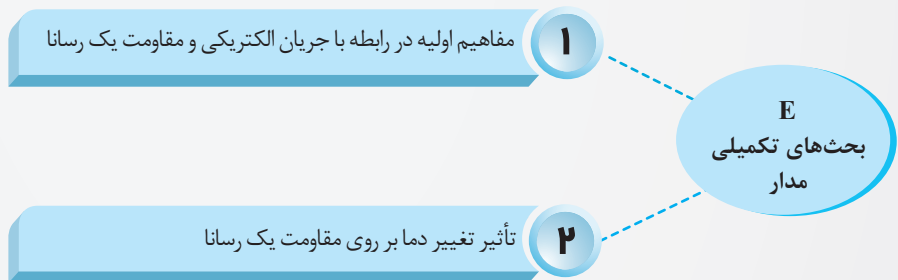 ۱
مفاهیم اولیه در رابطه با جریان الکتریکی و مقاومت یک رسانا
E
بحث‌های تکمیلی
مدار
۲
تأثیر تغییر دما بر روی مقاومت یک رسانا